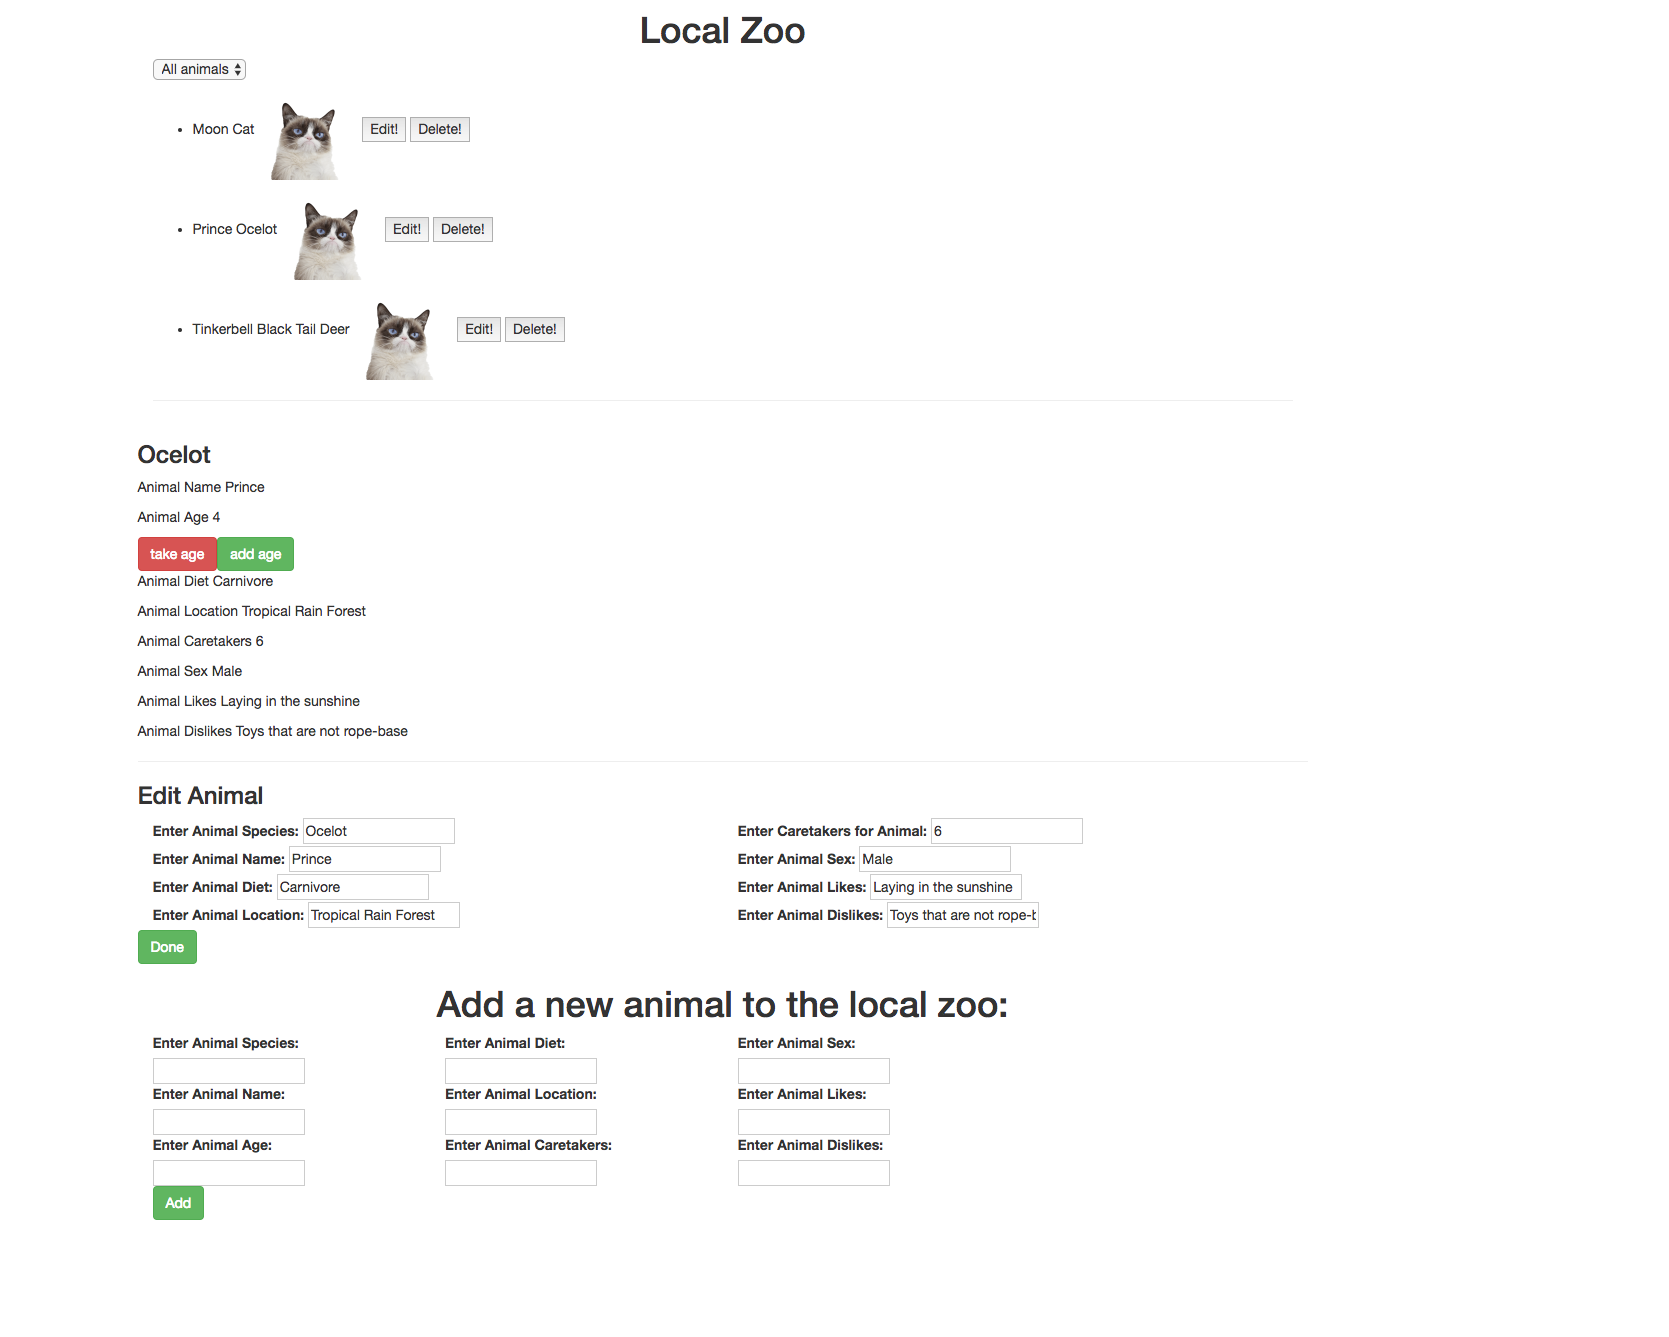 Local Zoo
All animals
Moon Cat Edit! Delete!
Prince Ocelot Edit! Delete!
Tinkerbell Black Tail Deer Edit! Delete!
Ocelot
Animal Name Prince
Animal Age 4
take age add age
Animal Diet Carnivore
Animal Location Tropical Rain Forest
Animal Caretakers 6
Animal Sex Male
Animal Likes Laying in the sunshine
Animal Dislikes Toys that are not rope-base
Edit Animal
Enter Animal Species: Ocelot Enter Caretakers for Animal: 6
Enter Animal Name: Prince Enter Animal Sex: Male
Enter Animal Diet: Carnivore Enter Animal Likes: Laying in the sunshine
Enter Animal Location: Tropical Rain Forest Enter Animal Dislikes: Toys that are not rope-b
Done
Add a new animal to the local zoo:
Enter Animal Species: Enter Animal Diet: Enter Animal Sex:
Enter Animal Name: Enter Animal Location: Enter Animal Likes:
Enter Animal Age: Enter Animal Caretakers: Enter Animal Dislikes:
Add